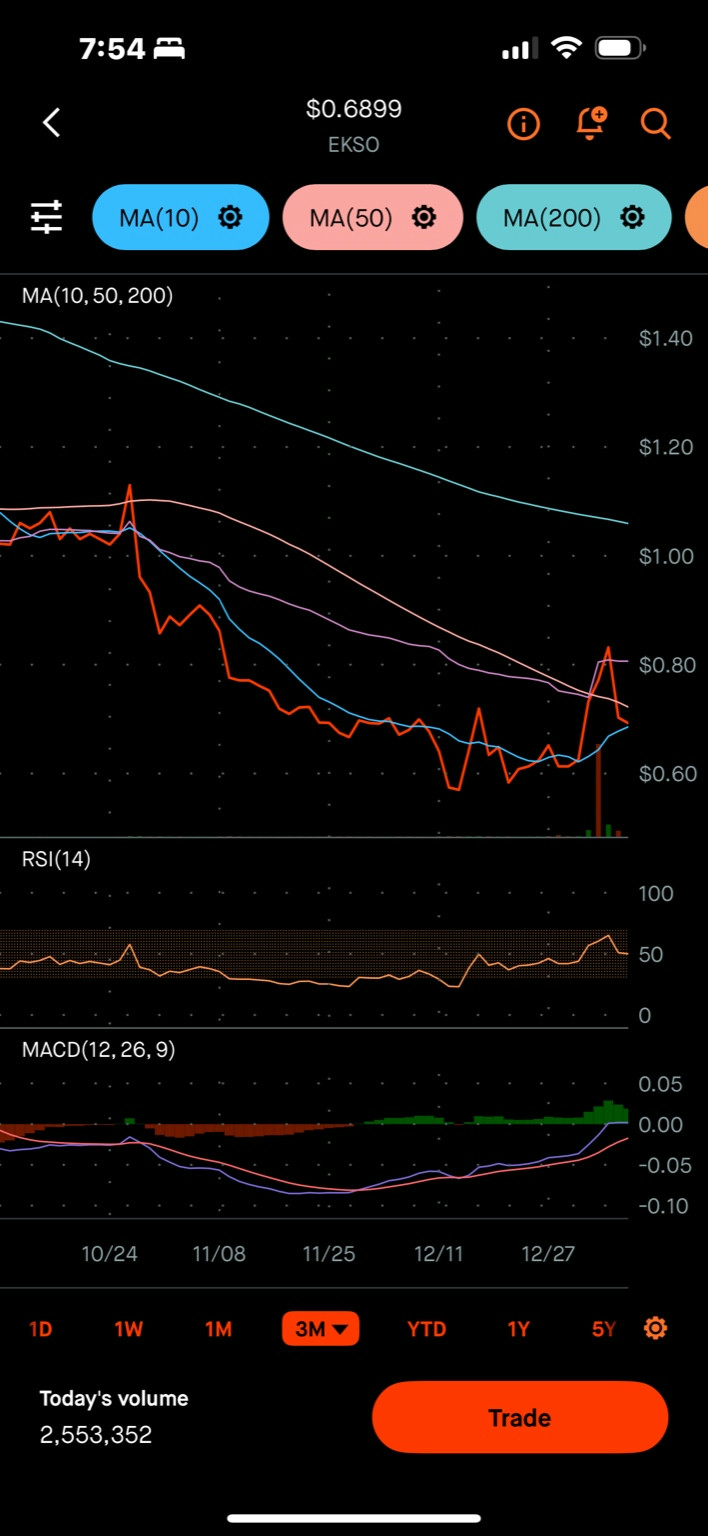 7:54
$0.6899
EKSO
MA(10) MA(50) MA(200)
MA(10,50,200)
$1.40
$1.20
$1.00
$0.80
$0.60
RSI(14)
100
50
0
MACD(12,26,9)
0.05
0.00
-0.05
-0.10
10/24 11/08 11/25 12/11 12/27
1D 1W 1M 3M YTD 1Y 5Y
Today's volume
2,553,352
Trade